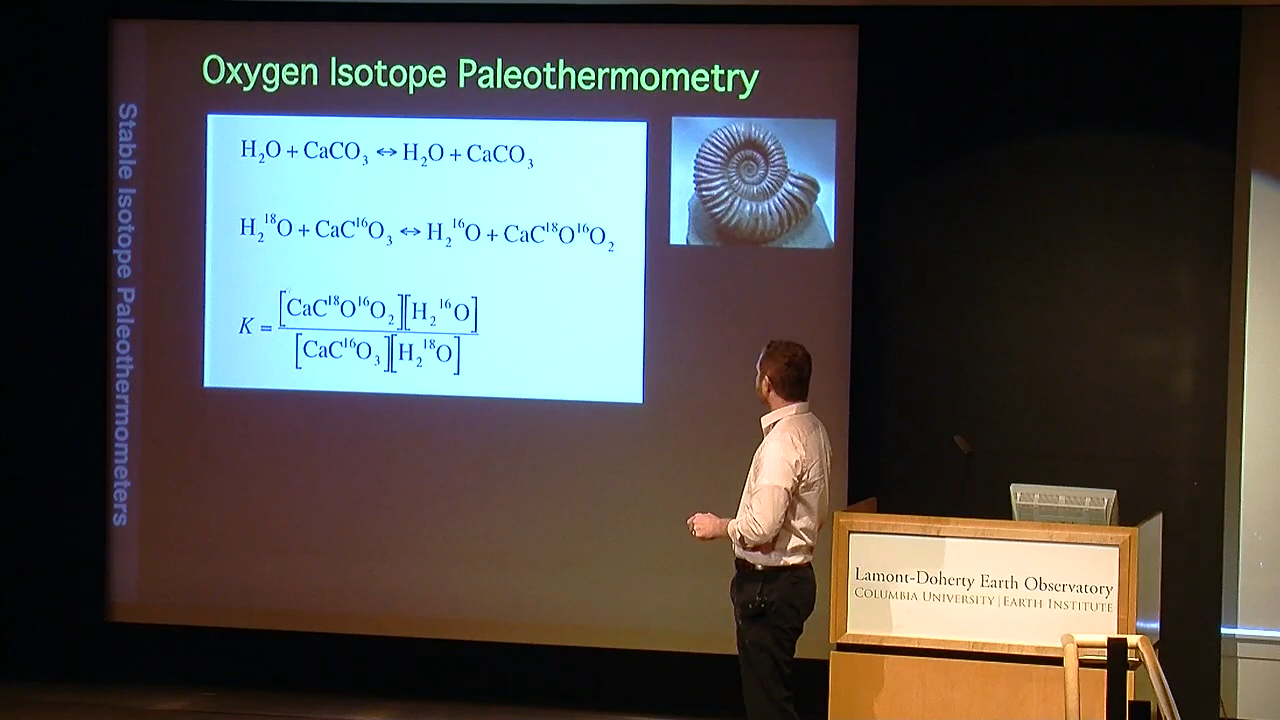 Oxygen Isotope Paleothermometry
Stable Isotope Paleothermometers
H₂O + CaCO₃ ⇔ H₂O + CaCO₃
H₂¹⁸O + CaC¹⁶O₃ ⇔ H₂¹⁶O + CaC¹⁸O¹⁶O₂
K = [CaC¹⁸O¹⁶O₂][H₂¹⁶O]
[CaC¹⁶O₃][H₂¹⁸O]
Lamont-Doherty Earth Observatory
COLUMBIA UNIVERSITY | EARTH INSTITUTE